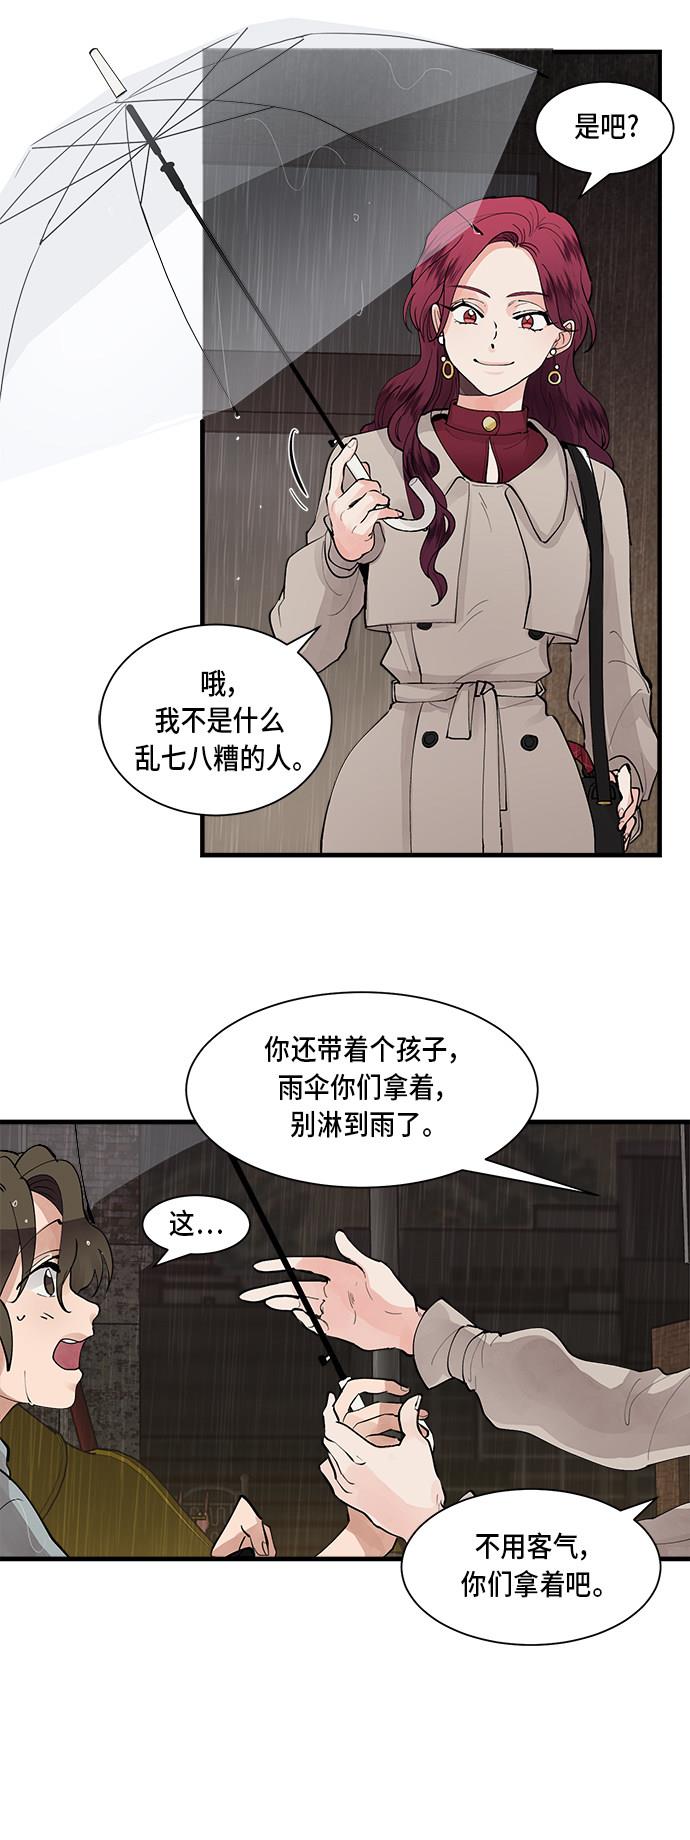 是吧?
哦,
我不是什么
乱七八糟的人。
你还带着个孩子,
雨伞你们拿着,
别淋到雨了。
这...
不用客气,
你们拿着吧。